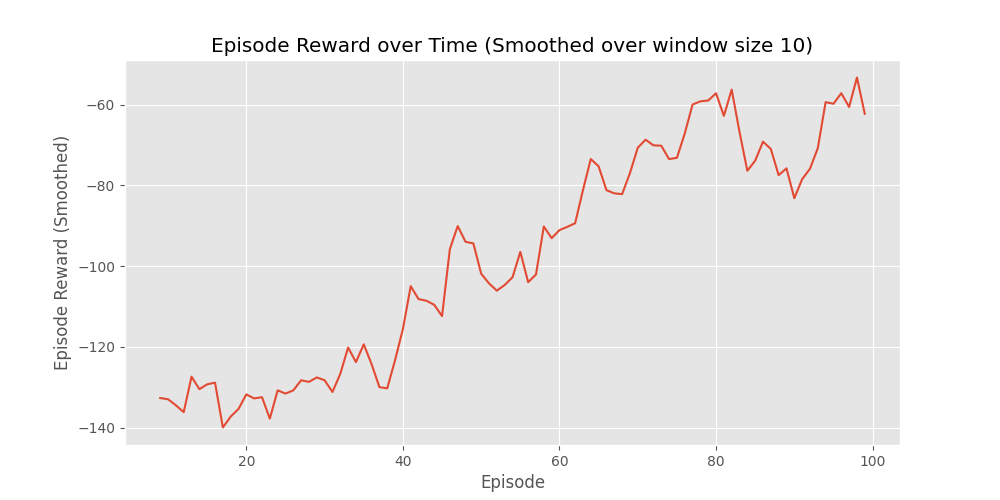 Episode Reward over Time (Smoothed over window size 10)
Episode Reward (Smoothed)
−60
−80
−100
−120
−140
20 40 60 80 100
Episode